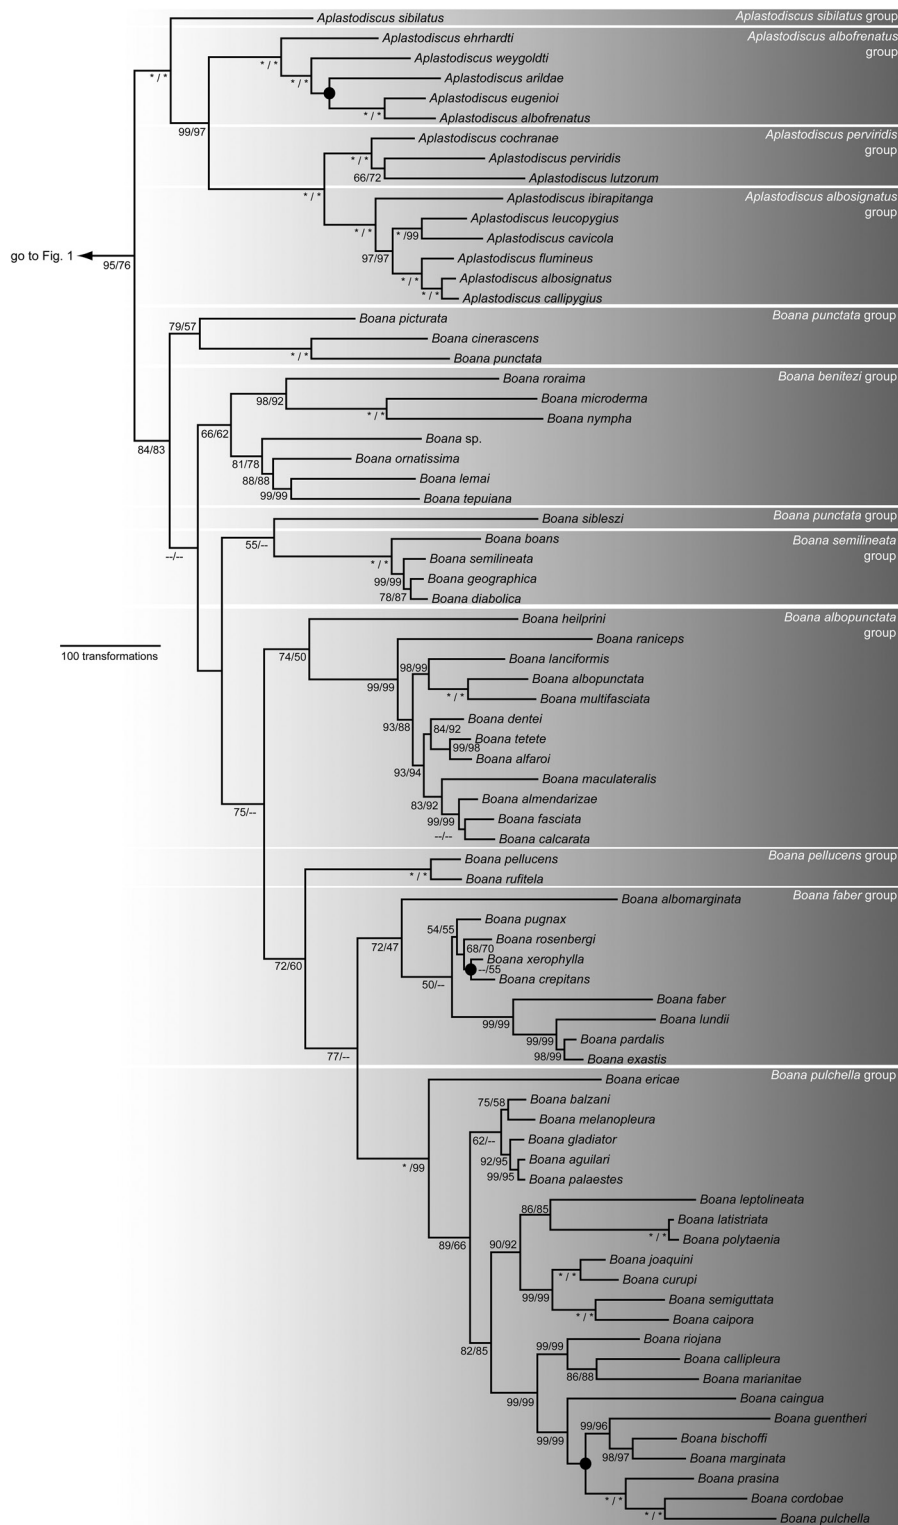 Aplastodiscus sibilatus
Aplastodiscus sibilatus group
Aplastodiscus ehrhardti
Aplastodiscus albofrenatus
group
* / *
* / *
Aplastodiscus weygoldti
* / *
Aplastodiscus arildae
Aplastodiscus eugenioi
* / *
Aplastodiscus albofrenatus
99/97
Aplastodiscus cochranae
Aplastodiscus perviridis
group
* / *
Aplastodiscus perviridis
66/72
Aplastodiscus lutzorum
* / *
Aplastodiscus ibirapitanga
Aplastodiscus albosignatus
group
* / *
Aplastodiscus leucopygius
* /99
Aplastodiscus cavicola
97/97
Aplastodiscus flumineus
* / *
Aplastodiscus albosignatus
* / *
Aplastodiscus callipygius
go to Fig. 1
95/76
Boana picturata
Boana punctata group
79/57
Boana cinerascens
* / *
Boana punctata
Boana roraima
Boana benitezi group
98/92
Boana microderma
* / *
Boana nympha
66/62
Boana sp.
84/83
81/78
Boana ornatissima
88/88
Boana lemai
99/99
Boana tepuiana
Boana sibleszi
Boana punctata group
55/--
--/--
Boana boans
Boana semilineata
group
* / *
Boana semilineata
99/99
Boana geographica
78/87
Boana diabolica
Boana heilprini
Boana albopunctata
group
Boana raniceps
100 transformations
74/50
Boana lanciformis
98/99
Boana albopunctata
99/99
* / *
Boana multifasciata
Boana dentei
93/88
84/92
Boana tetete
99/98
Boana alfaroi
93/94
Boana maculateralis
83/92
Boana almendarizae
75/--
99/99
Boana fasciata
--/--
Boana calcarata
Boana pellucens
Boana pellucens group
* / *
Boana rufitela
Boana albomarginata
Boana faber group
Boana pugnax
54/55
Boana rosenbergi
72/47
68/70
Boana xerophylla
72/60
--/55
Boana crepitans
50/--
Boana faber
Boana lundii
99/99
Boana pardalis
99/99
98/99
Boana exastis
77/--
Boana ericae
Boana pulchella group
Boana balzani
75/58
Boana melanopleura
62/--
Boana gladiator
92/95
Boana aguilari
* /99
99/95
Boana palaestes
Boana leptolineata
86/85
Boana latistriata
* / *
Boana polytaenia
89/66
90/92
Boana joaquini
* / *
Boana curupi
99/99
Boana semiguttata
* / *
Boana caipora
Boana riojana
82/85
99/99
Boana callipleura
86/88
Boana marianitae
99/99
Boana caingua
Boana guentheri
99/99
99/96
Boana bischoffi
98/97
Boana marginata
Boana prasina
* / *
Boana cordobae
* / *
Boana pulchella